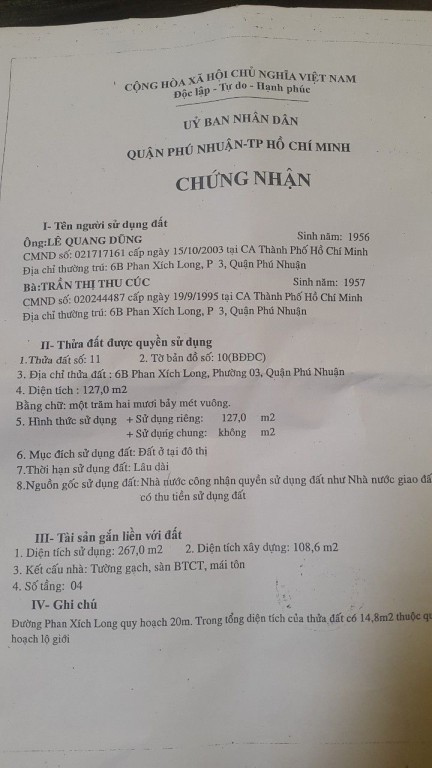 CỘNG HÒA XÃ HỘI CHỦ NGHĨA VIỆT NAM
Độc lập - Tự do - Hạnh phúc
UỶ BAN NHÂN DÂN
QUẬN PHÚ NHUẬN-TP HỒ CHÍ MINH
CHỨNG NHẬN
I- Tên người sử dụng đất
Ông:LÊ QUANG DŨNG Sinh năm: 1956
CMND số: 021717161 cấp ngày 15/10/2003 tại CA Thành Phố Hồ Chí Minh
Địa chỉ thường trú: 6B Phan Xích Long, P 3, Quận Phú Nhuận
Bà:TRẦN THỊ THU CÚC Sinh năm: 1957
CMND số: 020244487 cấp ngày 19/9/1995 tại CA Thành Phố Hồ Chí Minh
Địa chỉ thường trú: 6B Phan Xích Long, P 3, Quận Phú Nhuận
II- Thửa đất được quyền sử dụng
1.Thửa đất số: 11 2. Tờ bản đồ số: 10(BĐĐC)
3. Địa chỉ thửa đất : 6B Phan Xích Long, Phường 03, Quận Phú Nhuận
4. Diện tích : 127,0 m2
Bằng chữ: một trăm hai mươi bảy mét vuông.
5. Hình thức sử dụng + Sử dụng riêng: 127,0 m2
+ Sử dụng chung: không m2
6. Mục đích sử dụng đất: Đất ở tại đô thị
7.Thời hạn sử dụng đất: Lâu dài
8.Nguồn gốc sử dụng đất: Nhà nước công nhận quyền sử dụng đất như Nhà nước giao đấ
có thu tiền sử dụng đất
III- Tài sản gắn liền với đất
1. Diện tích sử dụng: 267,0 m2 2. Diện tích xây dựng: 108,6 m2
3. Kết cấu nhà: Tường gạch, sàn BTCT, mái tôn
4. Số tầng: 04
IV- Ghi chú
Đường Phan Xích Long quy hoạch 20m. Trong tổng diện tích của thửa đất có 14,8m2 thuộc qu
hoạch lộ giới